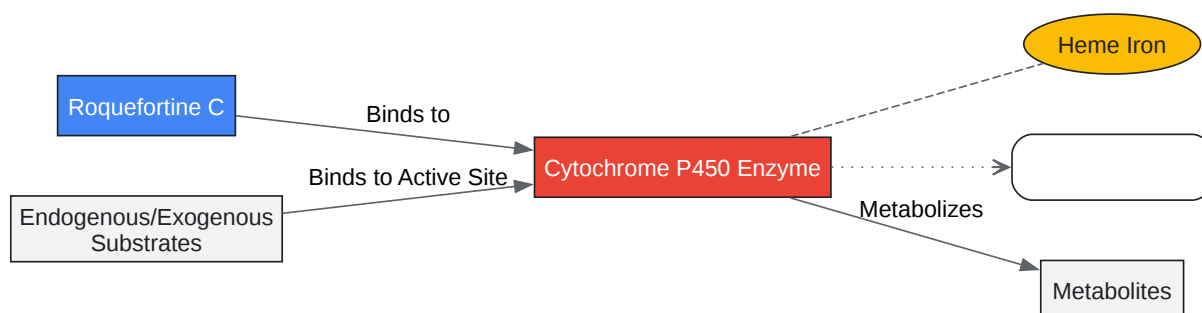 Heme Iron
Roquefortine C
Binds to
Cytochrome P450 Enzyme
Binds to Active Site
Endogenous/Exogenous
Substrates
Metabolizes
Metabolites